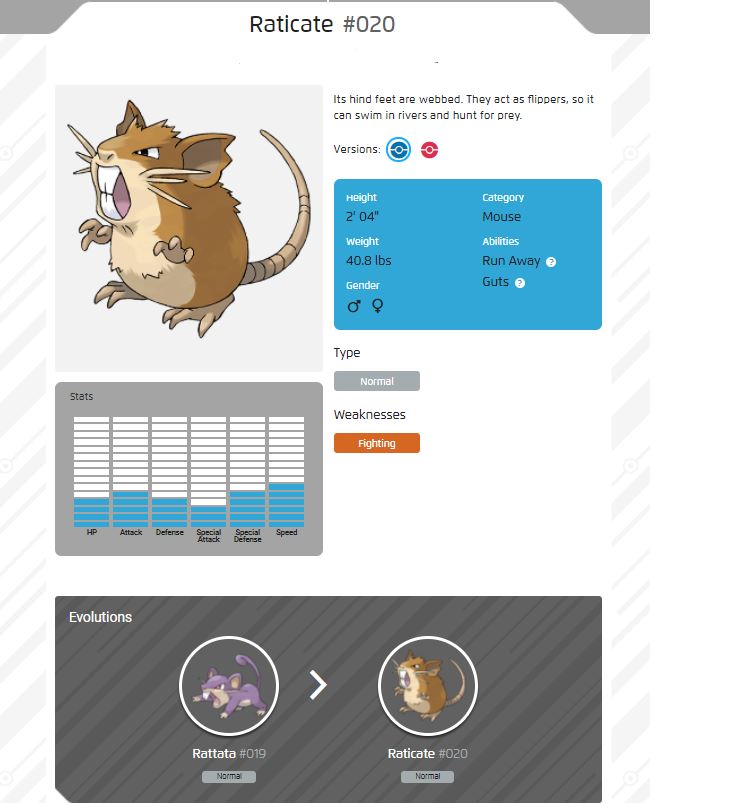 Raticate #020
Its hind feet are webbed. They act as flippers, so it
can swim in rivers and hunt for prey.
Versions:
Height
2' 04"
Weight
40.8 lbs
Gender
Category
Mouse
Abilities
Run Away ?
Guts ?
Type
Normal
Weaknesses
Fighting
Stats
HP
Attack
Defense
Special
Attack
Special
Defense
Speed
Evolutions
Rattata #019
Normal
Raticate #020
Normal